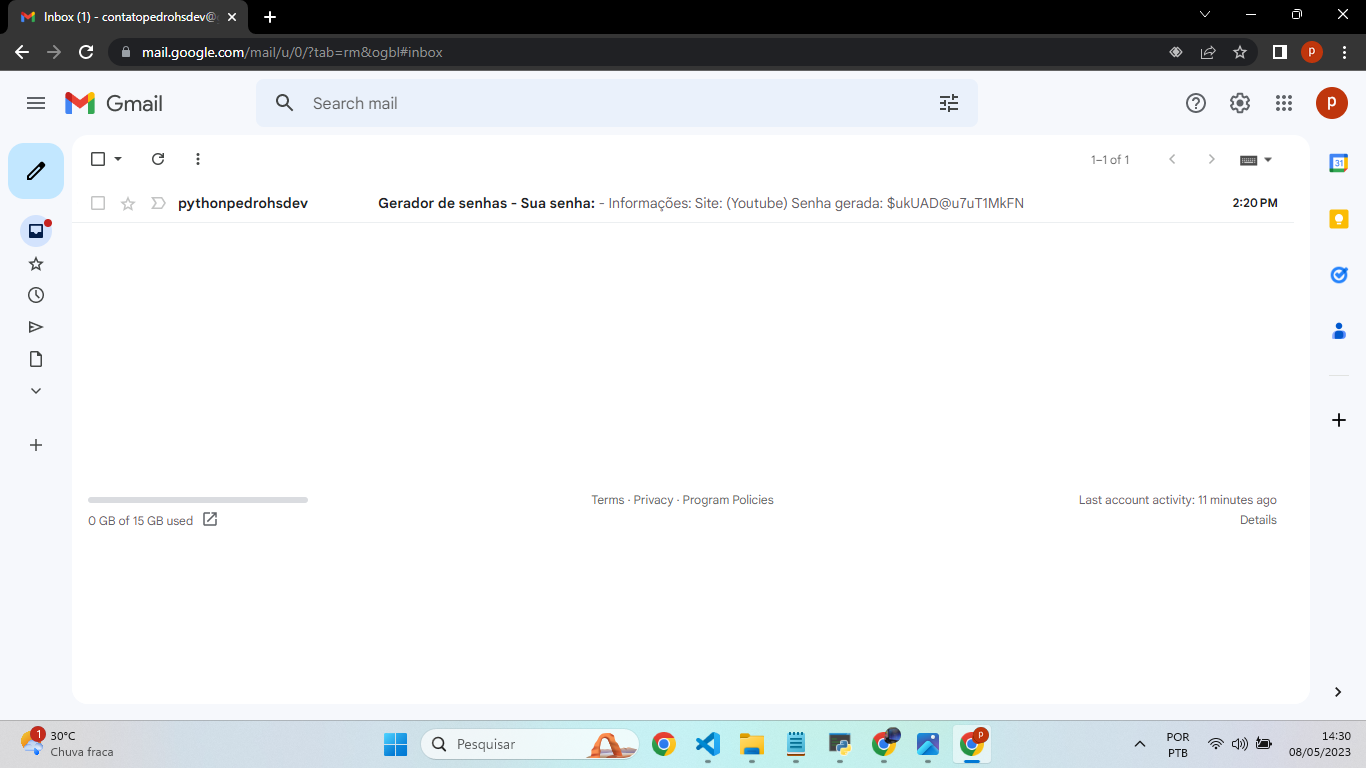 Inbox (1) - contatopedrohsdev@
mail.google.com/mail/u/0/?tab=rm&ogbl#inbox
P
Gmail
Search mail
P
1–1 of 1
31
pythonpedrohsdev Gerador de senhas - Sua senha: - Informações: Site: (Youtube) Senha gerada: $ukUAD@u7uT1MkFN 2:20 PM
Terms · Privacy · Program Policies
Last account activity: 11 minutes ago
0 GB of 15 GB used
Details
1
30°C
Chuva fraca
Pesquisar
P
POR
PTB
14:30
08/05/2023